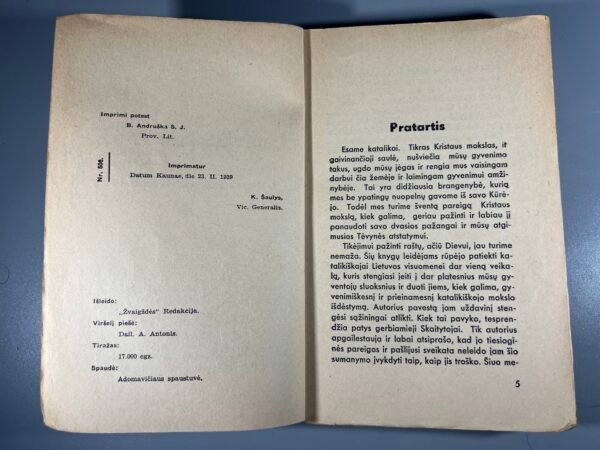 Imprimi potest
B. Andruška S. J.
Prov. Lit.
Nr. 508.
Imprimatur
Datum Kaunae, die 23. II. 1939
K. Šaulys,
Vic. Generalis.
Išleido:
„Žvaigždės" Redakcija.
Viršelį piešė:
Dail. A. Antonis.
Tiražas:
17.000 egz.
Spaudė:
Adomavičiaus spaustuvė.
Pratartis
Esame katalikai. Tikras Kristaus mokslas, it
gaivinančioji saulė, nušviečia mūsų gyvenimo
takus, ugdo mūsų jėgas ir rengia mus vaisingam
darbui čia žemėje ir laimingam gyvenimui amži-
nybėje. Tai yra didžiausia brangenybė, kurią
mes be ypatingų nuopelnų gavome iš savo Kūrė-
jo. Todėl mes turime šventą pareigą Kristaus
mokslą, kiek galima, geriau pažinti ir labiau jį
panaudoti savo dvasios pažangai ir mūsų atgi-
musios Tėvynės atstatymui.
Tikėjimui pažinti raštų, ačiū Dievui, jau turime
nemaža. Šių knygų leidėjams rūpėjo patiekti ka-
likiškajai Lietuvos visuomenei dar vieną veika-
lą, kuris stengiasi įeiti į dar platesnius mūsų gy-
ventojų sluoksnius ir duoti jiems, kiek galima,
gyvenimiškesnį ir prieinamesnį katalikiškojo mokslo
išdėstymą. Autorius pavestą jam uždavinį sten-
gėsi sąžiningai atlikti. Kiek tai pavyko, tespren-
džia patys gerbiamieji Skaitytojai. Tik autorius
apgailestauja ir labai atsiprašo, kad jo tiesiogi-
nės pareigos ir pašlijusi sveikata neleido jam šio
sumanymo įvykdyti taip, kaip jis troško. Šiuo me-
5